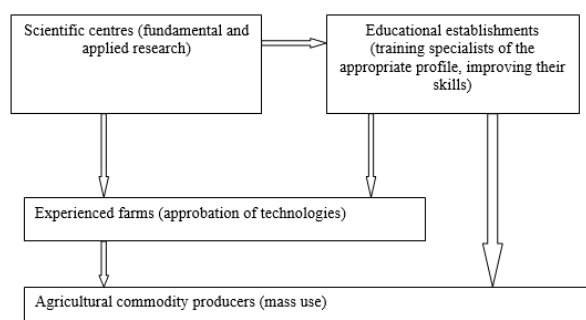 Scientific centres (fundamental and
applied research)
Educational establishments
(training specialists of the
appropriate profile, improving their
skills)
Experienced farms (approbation of technologies)
Agricultural commodity producers (mass use)